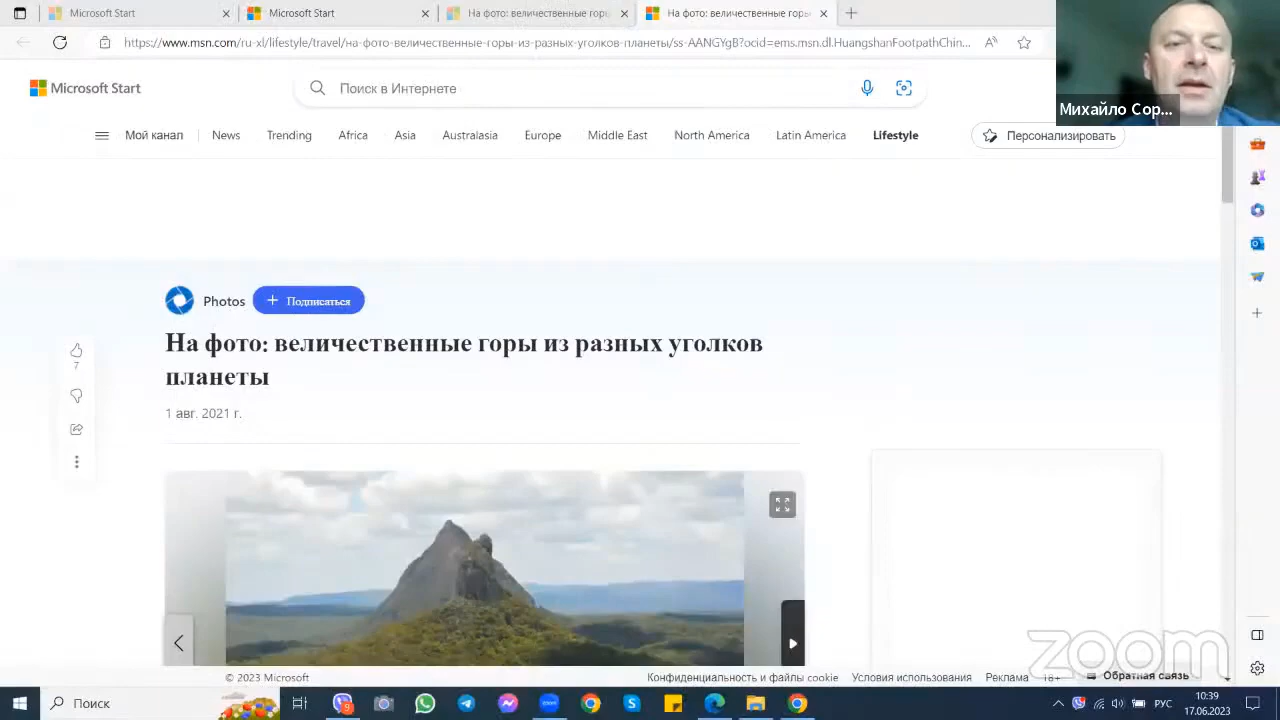 Microsoft Start
Microsoft Start
На фото: величественные горы
На фото: величественные горы
https://www.msn.com/ru-xl/lifestyle/travel/на-фото-величественные-горы-из-разных-уголков-планеты/ss-AANGYgB?ocid=ems.msn.dl.HuangshanFootpathChin...
Михайло Сор...
Microsoft Start
Поиск в Интернете
Мой канал
News
Trending
Africa
Asia
Australasia
Europe
Middle East
North America
Latin America
Lifestyle
Персонализировать
Photos
Подписаться
На фото: величественные горы из разных уголков
планеты
1 авг. 2021 г.
7
zoom
© 2023 Microsoft
Конфиденциальность и файлы cookie
Условия использования
Реклама
18+
Обратная связь
Поиск
9
zoom
РУС
10:39
17.06.2023